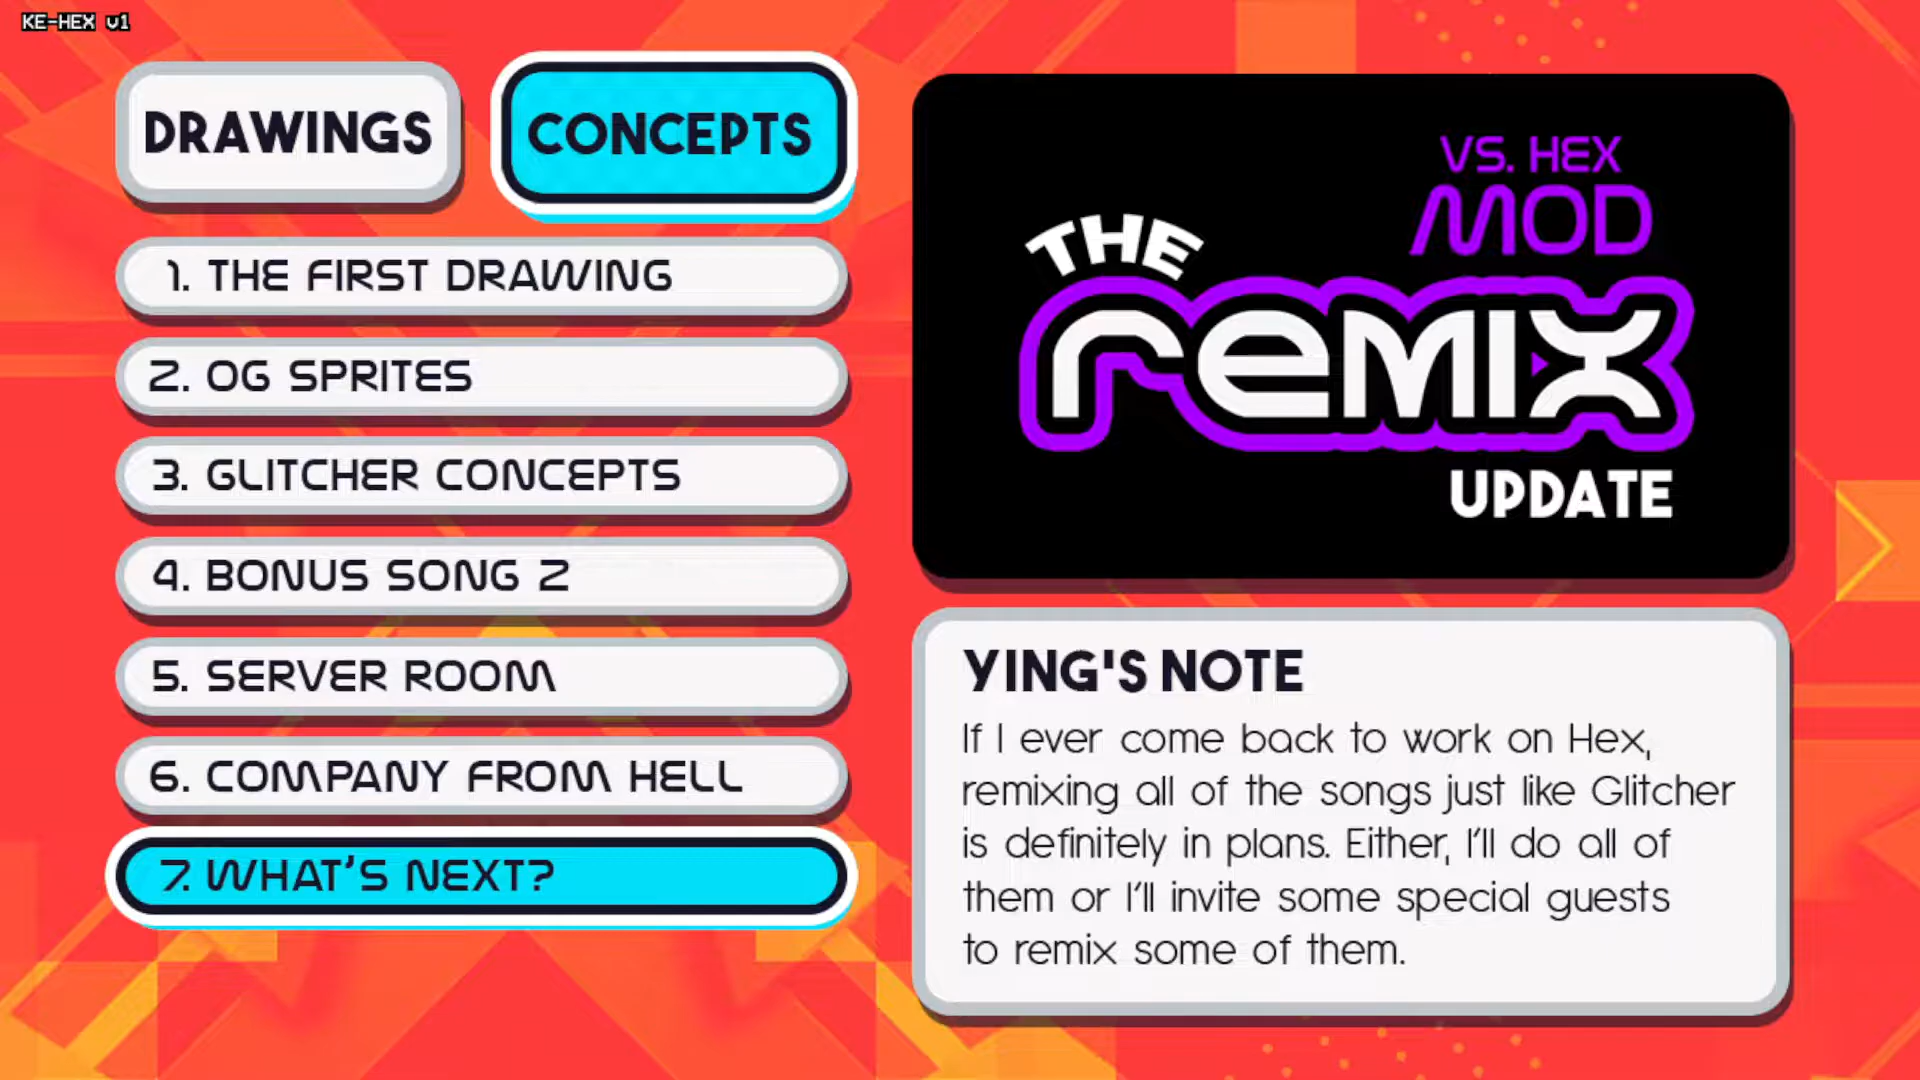 KE-HEX v1
DRAWINGS
CONCEPTS
1. THE FIRST DRAWING
2. OG SPRITES
3. GLITCHER CONCEPTS
4. BONUS SONG 2
5. SERVER ROOM
6. COMPANY FROM HELL
7. WHAT'S NEXT?
VS. HEX
MOD
THE
remix
UPDATE
YING'S NOTE
If I ever come back to work on Hex,
remixing all of the songs just like Glitcher
is definitely in plans. Either, I'll do all of
them or I'll invite some special guests
to remix some of them.